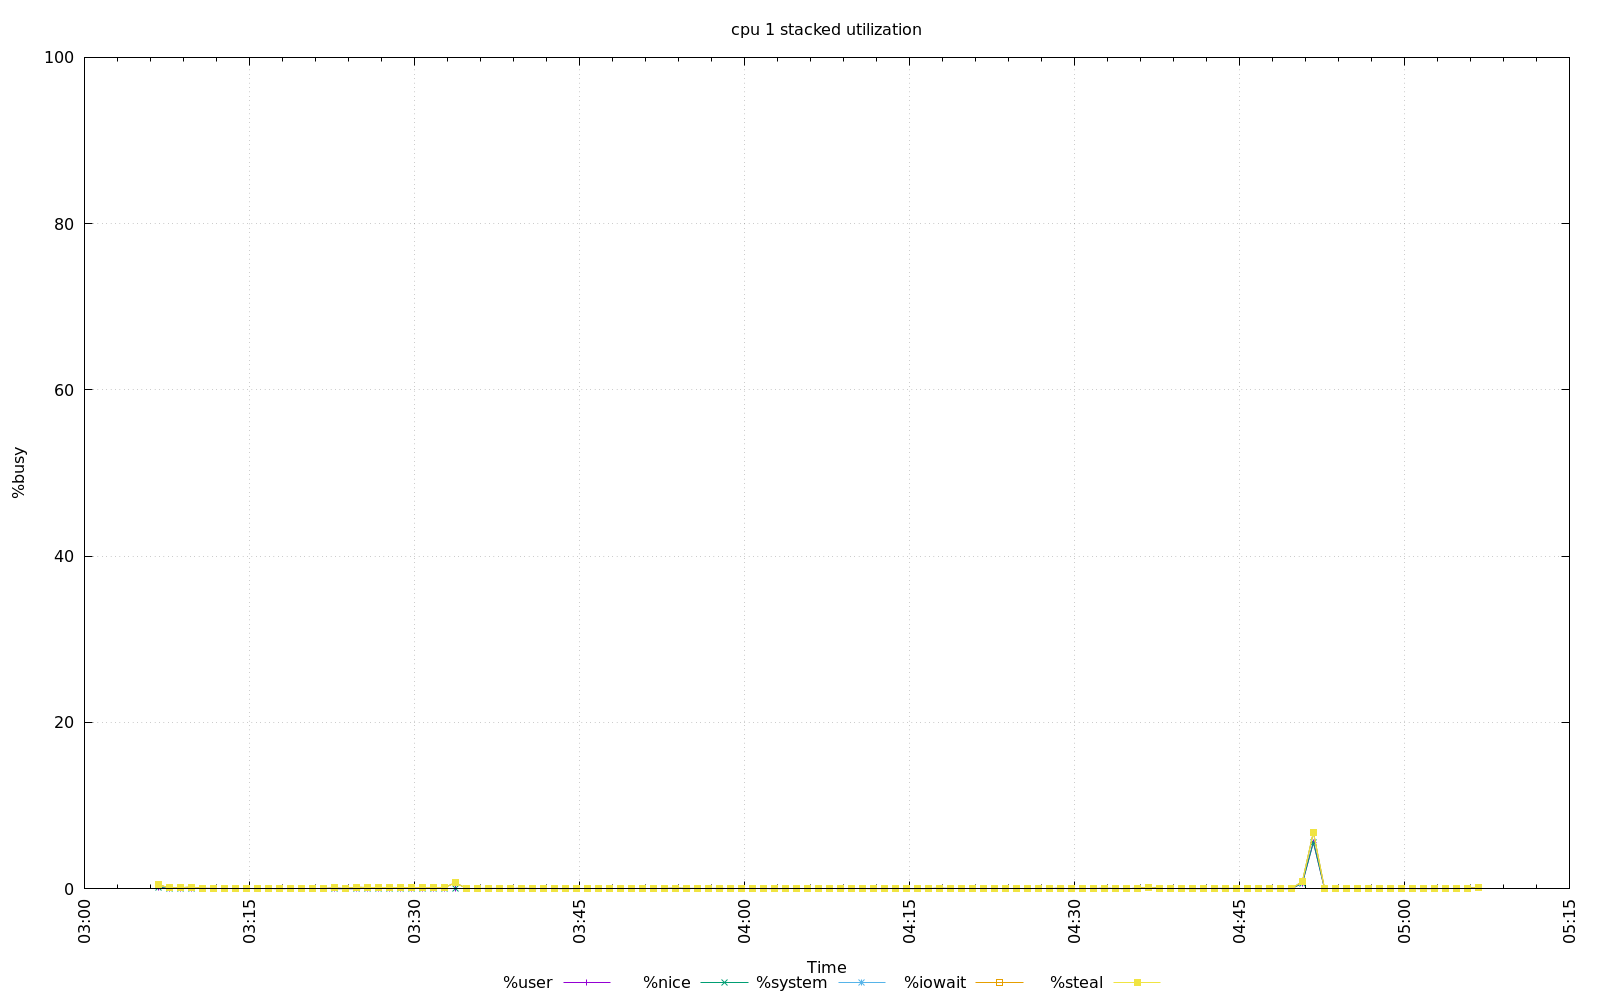 cpu 1 stacked utilization
100
80
60
40
20
0
%busy
03:00 03:15 03:30 03:45 04:00 04:15 04:30 04:45 05:00 05:15
Time
%user %nice %system %iowait %steal